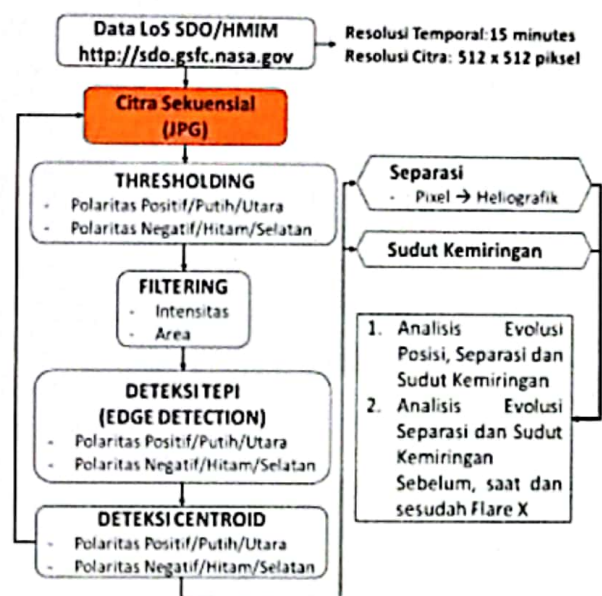 Data LoS SDO/HMIM
http://sdo.gsfc.nasa.gov
Resolusi Temporal:15 minutes
Resolusi Citra: 512 x 512 piksel
Citra Sekuensial
(JPG)
THRESHOLDING
- Polaritas Positif/Putih/Utara
- Polaritas Negatif/Hitam/Selatan
FILTERING
- Intensitas
- Area
DETEKSI TEPI
(EDGE DETECTION)
- Polaritas Positif/Putih/Utara
- Polaritas Negatif/Hitam/Selatan
DETEKSI CENTROID
- Polaritas Positif/Putih/Utara
- Polaritas Negatif/Hitam/Selatan
Separasi
- Pixel → Heliografik
Sudut Kemiringan
1. Analisis Evolusi
Posisi, Separasi dan
Sudut Kemiringan
2. Analisis Evolusi
Separasi dan Sudut
Kemiringan
Sebelum, saat dan
sesudah Flare X